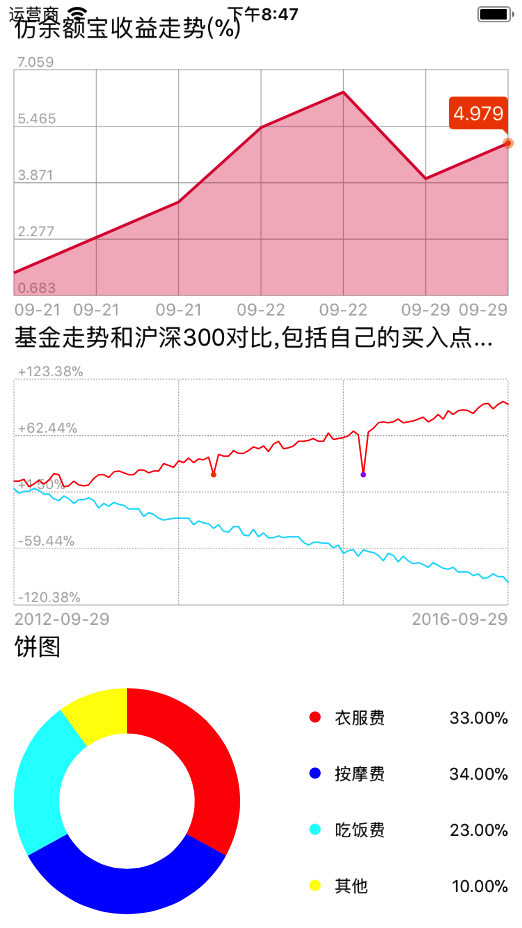 运营商 下午8:47
仿余额宝收益走势(%)
7.059
5.465
4.979
3.871
2.277
0.683
09-21 09-21 09-21 09-22 09-22 09-29 09-29
基金走势和沪深300对比,包括自己的买入点...
+123.38%
+62.44%
+1.50%
-59.44%
-120.38%
2012-09-29 2016-09-29
饼图
衣服费 33.00%
按摩费 34.00%
吃饭费 23.00%
其他 10.00%